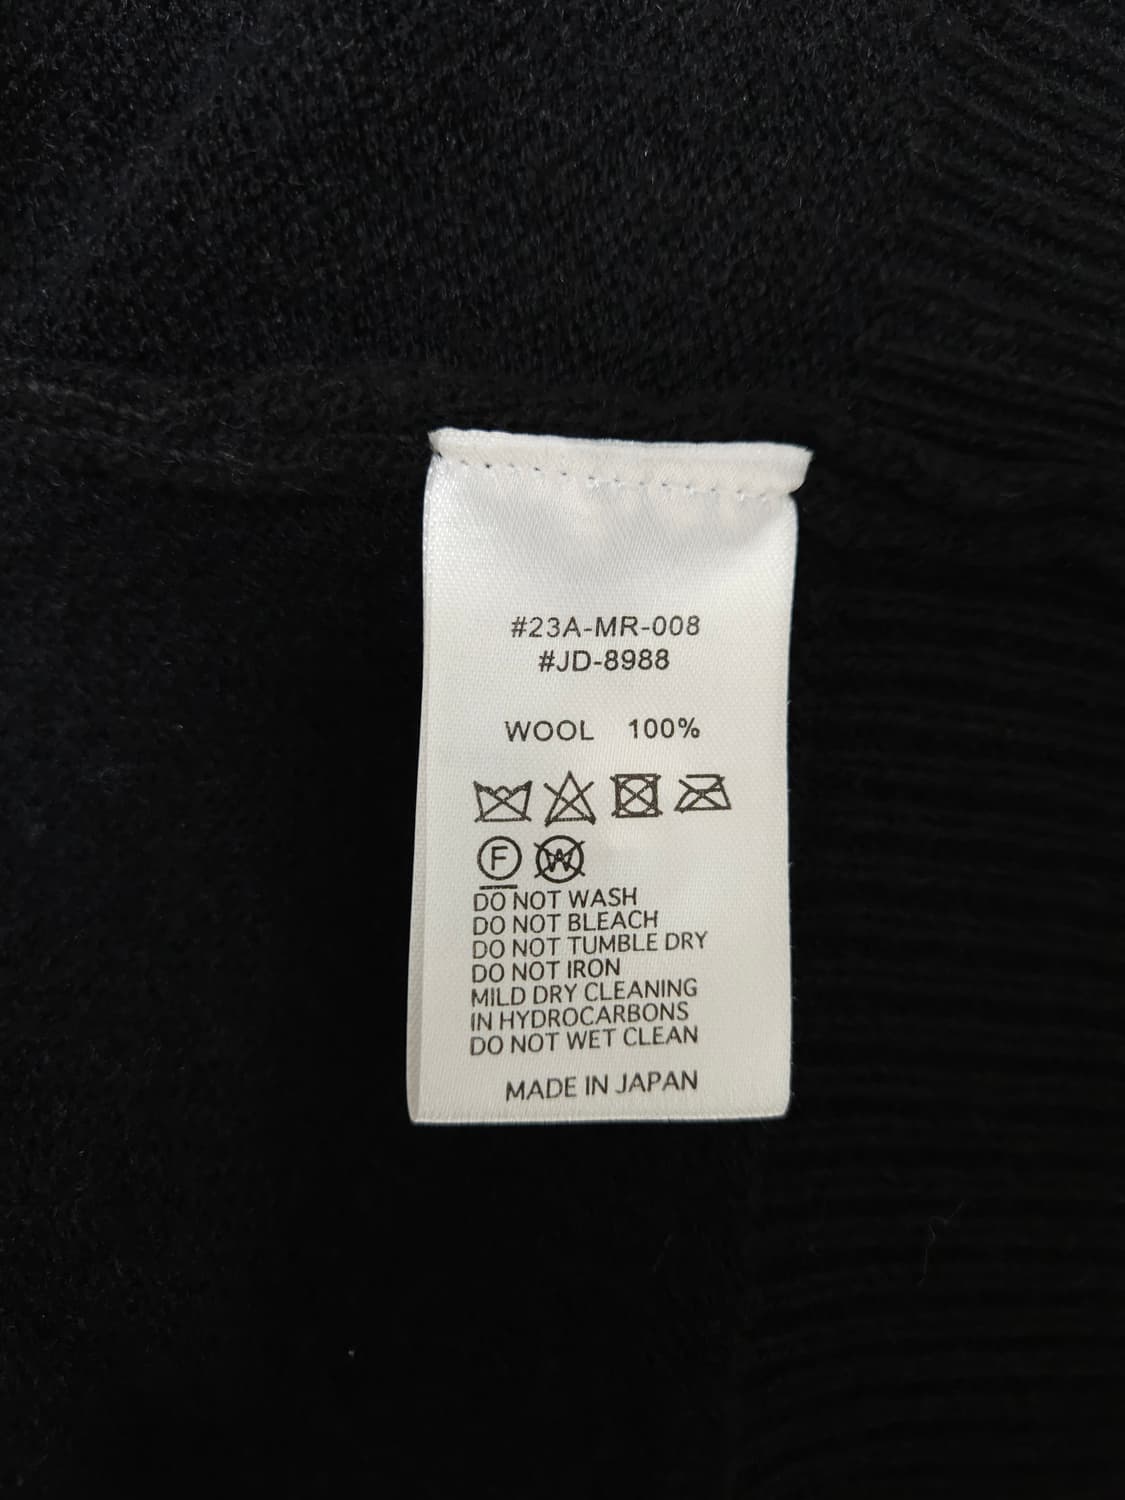 #23A-MR-008
#JD-8988
WOOL 100%
F W
DO NOT WASH
DO NOT BLEACH
DO NOT TUMBLE DRY
DO NOT IRON
MILD DRY CLEANING
IN HYDROCARBONS
DO NOT WET CLEAN
MADE IN JAPAN